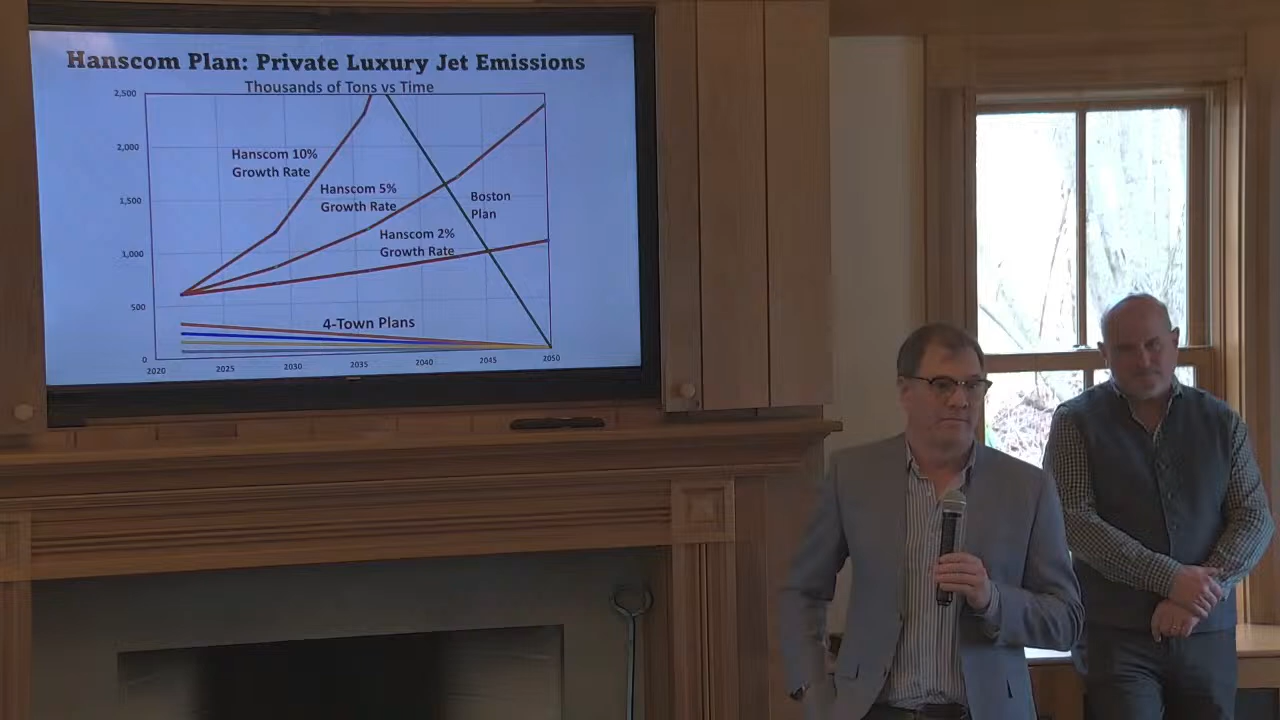 Hanscom Plan: Private Luxury Jet Emissions
Thousands of Tons vs Time
2,500
2,000
1,500
1,000
500
0
Hanscom 10%
Growth Rate
Hanscom 5%
Growth Rate
Boston
Plan
Hanscom 2%
Growth Rate
4-Town Plans
2020
2025
2030
2035
2040
2045
2050